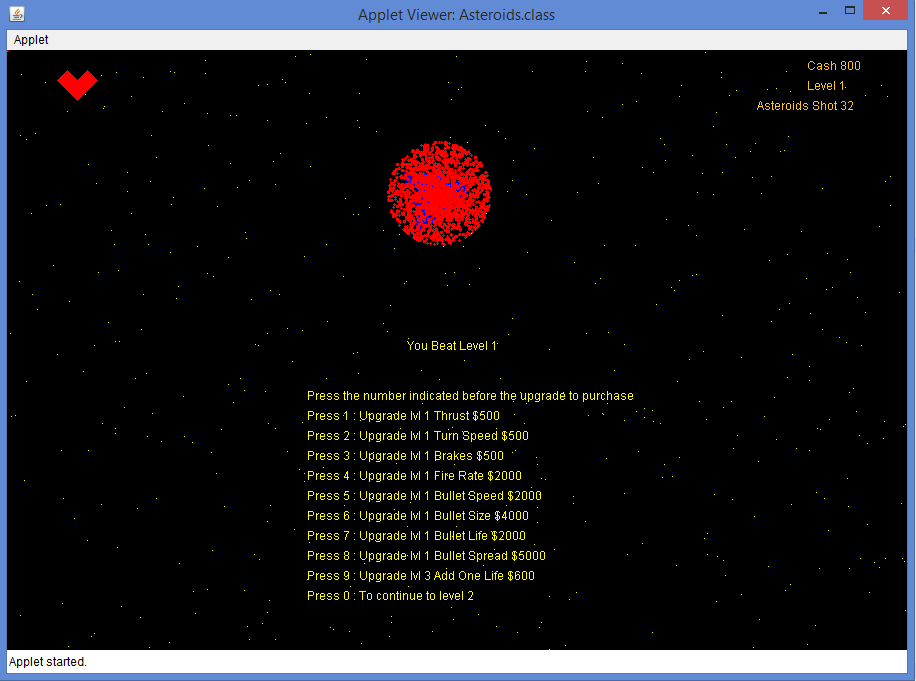 Applet Viewer: Asteroids.class
Applet
Cash 800
Level 1
Asteroids Shot 32
You Beat Level 1
Press the number indicated before the upgrade to purchase
Press 1 : Upgrade lvl 1 Thrust $500
Press 2 : Upgrade lvl 1 Turn Speed $500
Press 3 : Upgrade lvl 1 Brakes $500
Press 4 : Upgrade lvl 1 Fire Rate $2000
Press 5 : Upgrade lvl 1 Bullet Speed $2000
Press 6 : Upgrade lvl 1 Bullet Size $4000
Press 7 : Upgrade lvl 1 Bullet Life $2000
Press 8 : Upgrade lvl 1 Bullet Spread $5000
Press 9 : Upgrade lvl 3 Add One Life $600
Press 0 : To continue to level 2
Applet started.